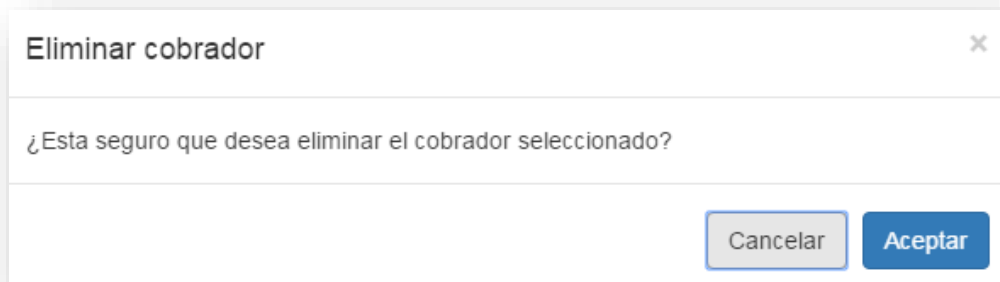 Eliminar cobrador
×
¿Esta seguro que desea eliminar el cobrador seleccionado?
Cancelar
Aceptar